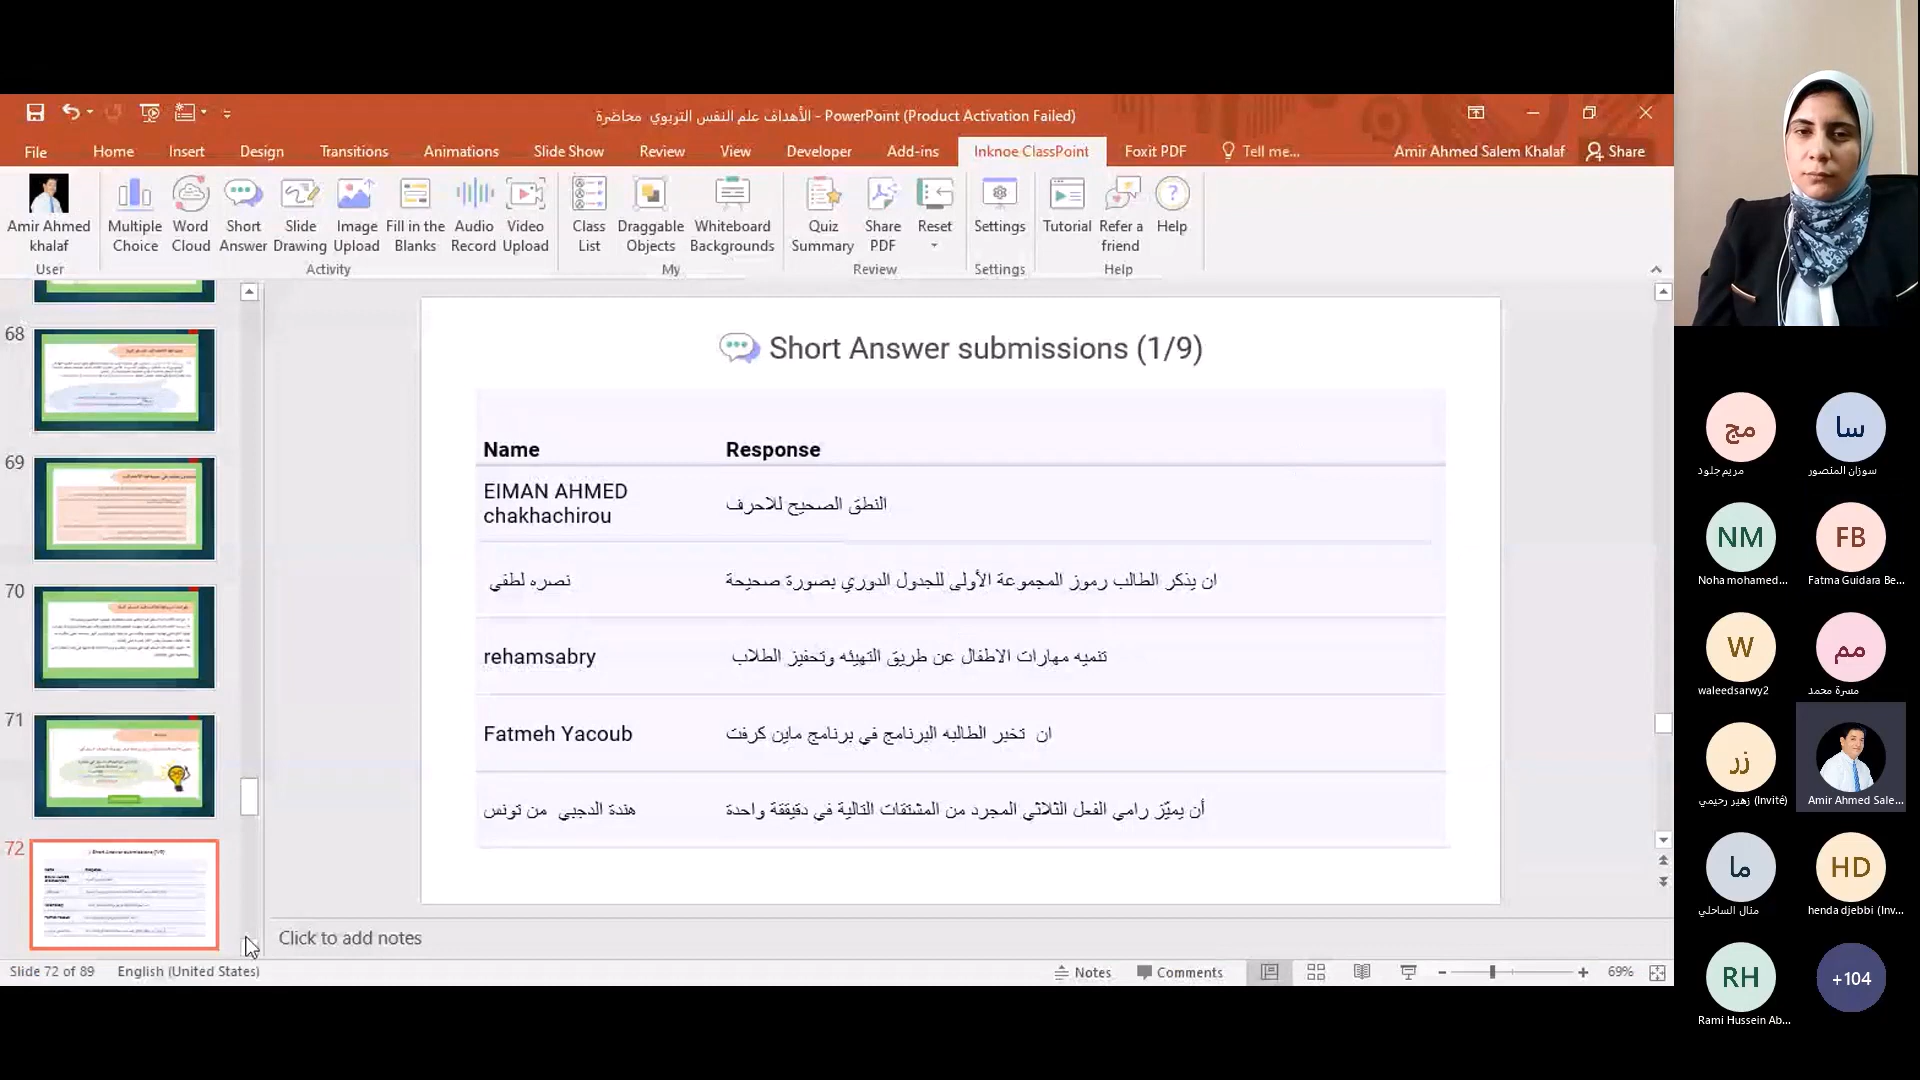 الأهداف علم النفس التربوي محاضرة - PowerPoint (Product Activation Failed)
File Home Insert Design Transitions Animations Slide Show Review View Developer Add-ins Inknoe ClassPoint Foxit PDF Tell me... Amir Ahmed Salem Khalaf Share
Amir Ahmed khalaf
User
Multiple Choice
Word Cloud
Short Answer
Slide Drawing
Image Upload
Fill in the Blanks
Audio Record
Video Upload
Activity
Class List
Draggable Objects
Whiteboard Backgrounds
My
Quiz Summary
Share PDF
Reset
Review
Settings
Settings
Tutorial
Refer a friend
Help
Help
68
69
70
71
72
Short Answer submissions (1/9)
Name Response
EIMAN AHMED chakhachirou
النطق الصحيح للاحرف
نصره لطفي
ان يذكر الطالب رموز المجموعة الأولى للجدول الدوري بصورة صحيحة
rehamsabry
تنميه مهارات الاطفال عن طريق التهيئه وتحفيز الطلاب
Fatmeh Yacoub
ان تخبر الطالبه البرنامج في برنامج ماين كرفت
هندة الدجبي من تونس
أن يميّز رامي الفعل الثلاثي المجرد من المشتقات التالية في دقيققة واحدة
Click to add notes
Slide 72 of 89 English (United States)
Notes Comments 69%
مج
مريم جلود
سا
سوزان المنصور
NM
Noha mohamed...
FB
Fatma Guidara Be...
W
waleedsarwy2
مم
مسرة محمد
زر
زهير رحيمي (Invité)
Amir Ahmed Sale...
ما
منال الساحلي
HD
henda djebbi (Inv...
RH
Rami Hussein Ab...
+104